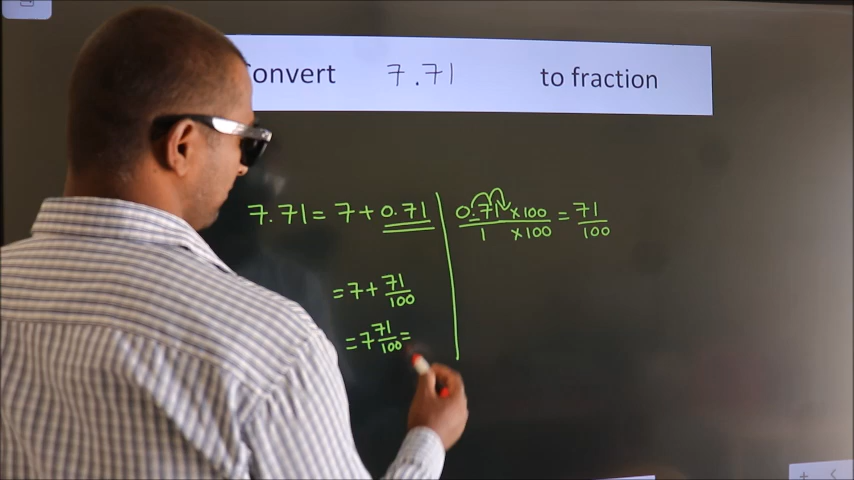 onvert 7.71 to fraction
7.71 = 7 + 0.71
= 7 + 71/100
= 7 71/100 =
0.71/1 ×100/×100 = 71/100